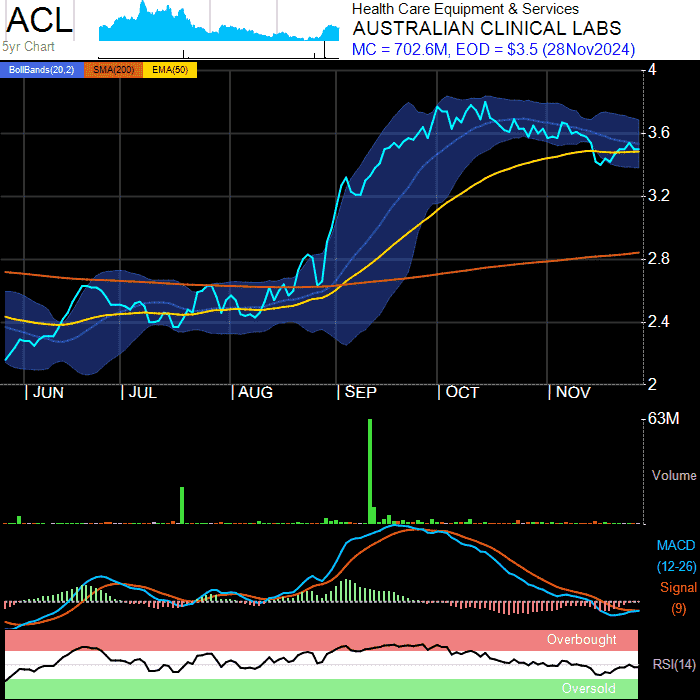 ACL
5yr Chart
Health Care Equipment & Services
AUSTRALIAN CLINICAL LABS
MC = 702.6M, EOD = $3.5 (28Nov2024)
BollBands(20,2) SMA(200) EMA(50)
4
3.6
3.2
2.8
2.4
2
JUN JUL AUG SEP OCT NOV
63M
Volume
MACD
(12-26)
Signal
(9)
Overbought
RSI(14)
Oversold